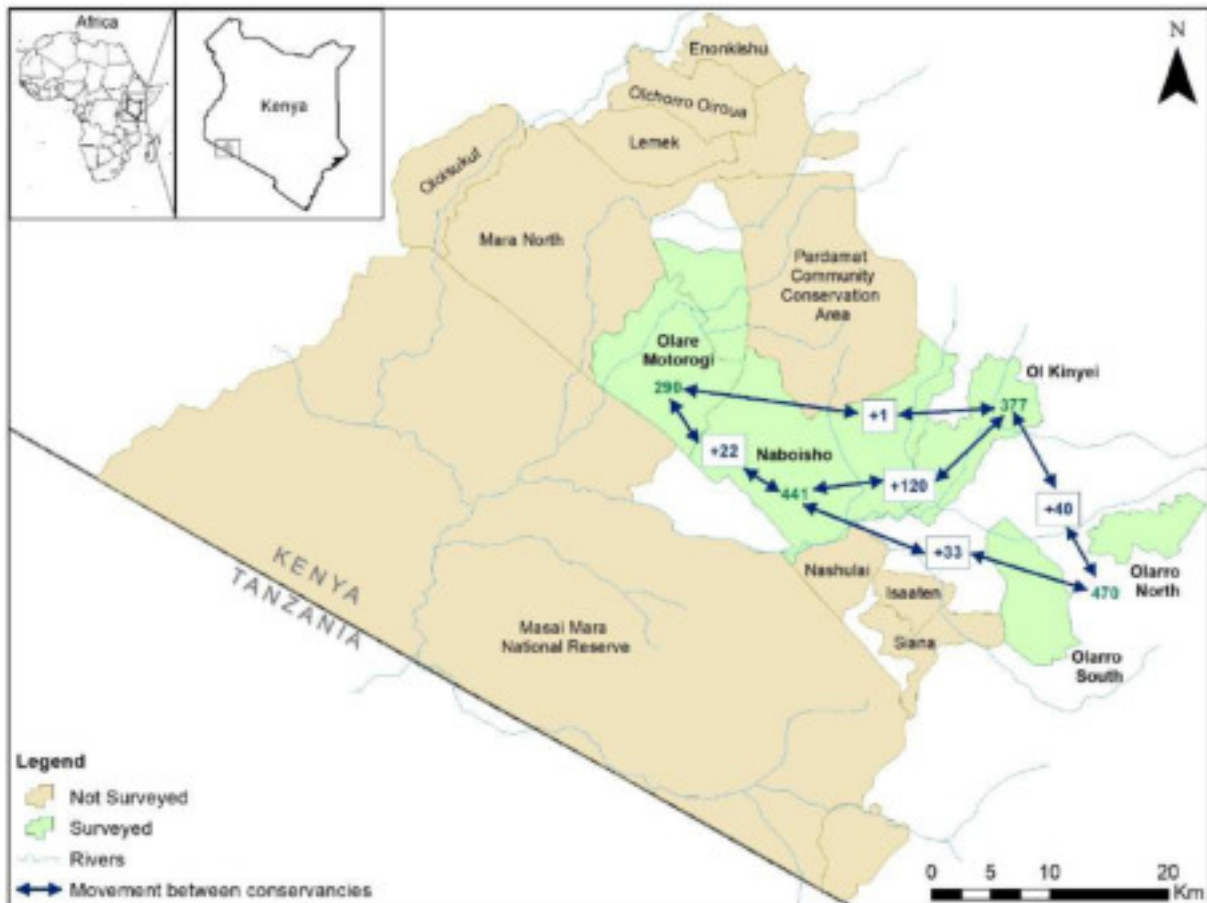 Africa
Kenya
N
Enonkishu
Olchorro Oiroua
Lemek
Oloisukut
Mara North
Pardamat
Community
Conservation
Area
Olare
Motorogi
290
Ol Kinyei
377
+1
+22
Naboisho
441
+120
+40
+33
Nashulai
Isaaten
Siana
470
Olarro
North
Olarro
South
KENYA
TANZANIA
Masai Mara
National Reserve
Legend
Not Surveyed
Surveyed
Rivers
Movement between conservancies
0 5 10 20
Km